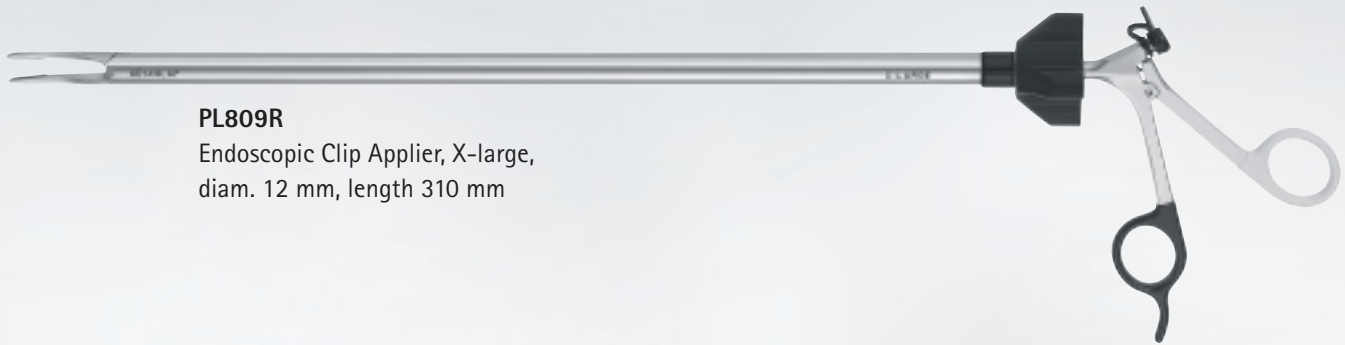 PL809R
Endoscopic Clip Applier, X-large,
diam. 12 mm, length 310 mm